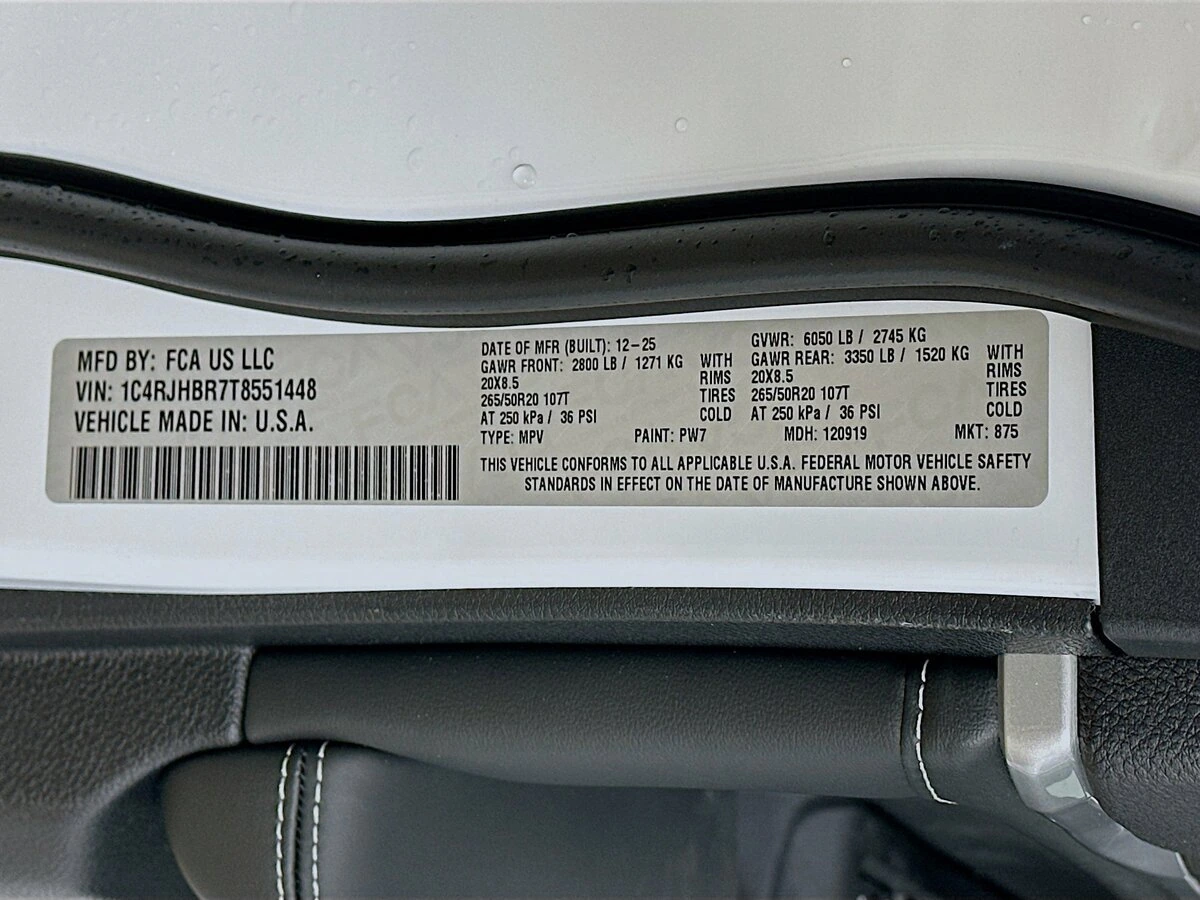 MFD BY: FCA US LLC
VIN: 1C4RJHBR7T8551448
VEHICLE MADE IN: U.S.A.
DATE OF MFR (BUILT): 12-25
GAWR FRONT: 2800 LB / 1271 KG WITH
20X8.5 RIMS
265/50R20 107T TIRES
AT 250 kPa / 36 PSI COLD
GVWR: 6050 LB / 2745 KG
GAWR REAR: 3350 LB / 1520 KG WITH
20X8.5 RIMS
265/50R20 107T TIRES
AT 250 kPa / 36 PSI COLD
TYPE: MPV PAINT: PW7 MDH: 120919 MKT: 875
THIS VEHICLE CONFORMS TO ALL APPLICABLE U.S.A. FEDERAL MOTOR VEHICLE SAFETY
STANDARDS IN EFFECT ON THE DATE OF MANUFACTURE SHOWN ABOVE.